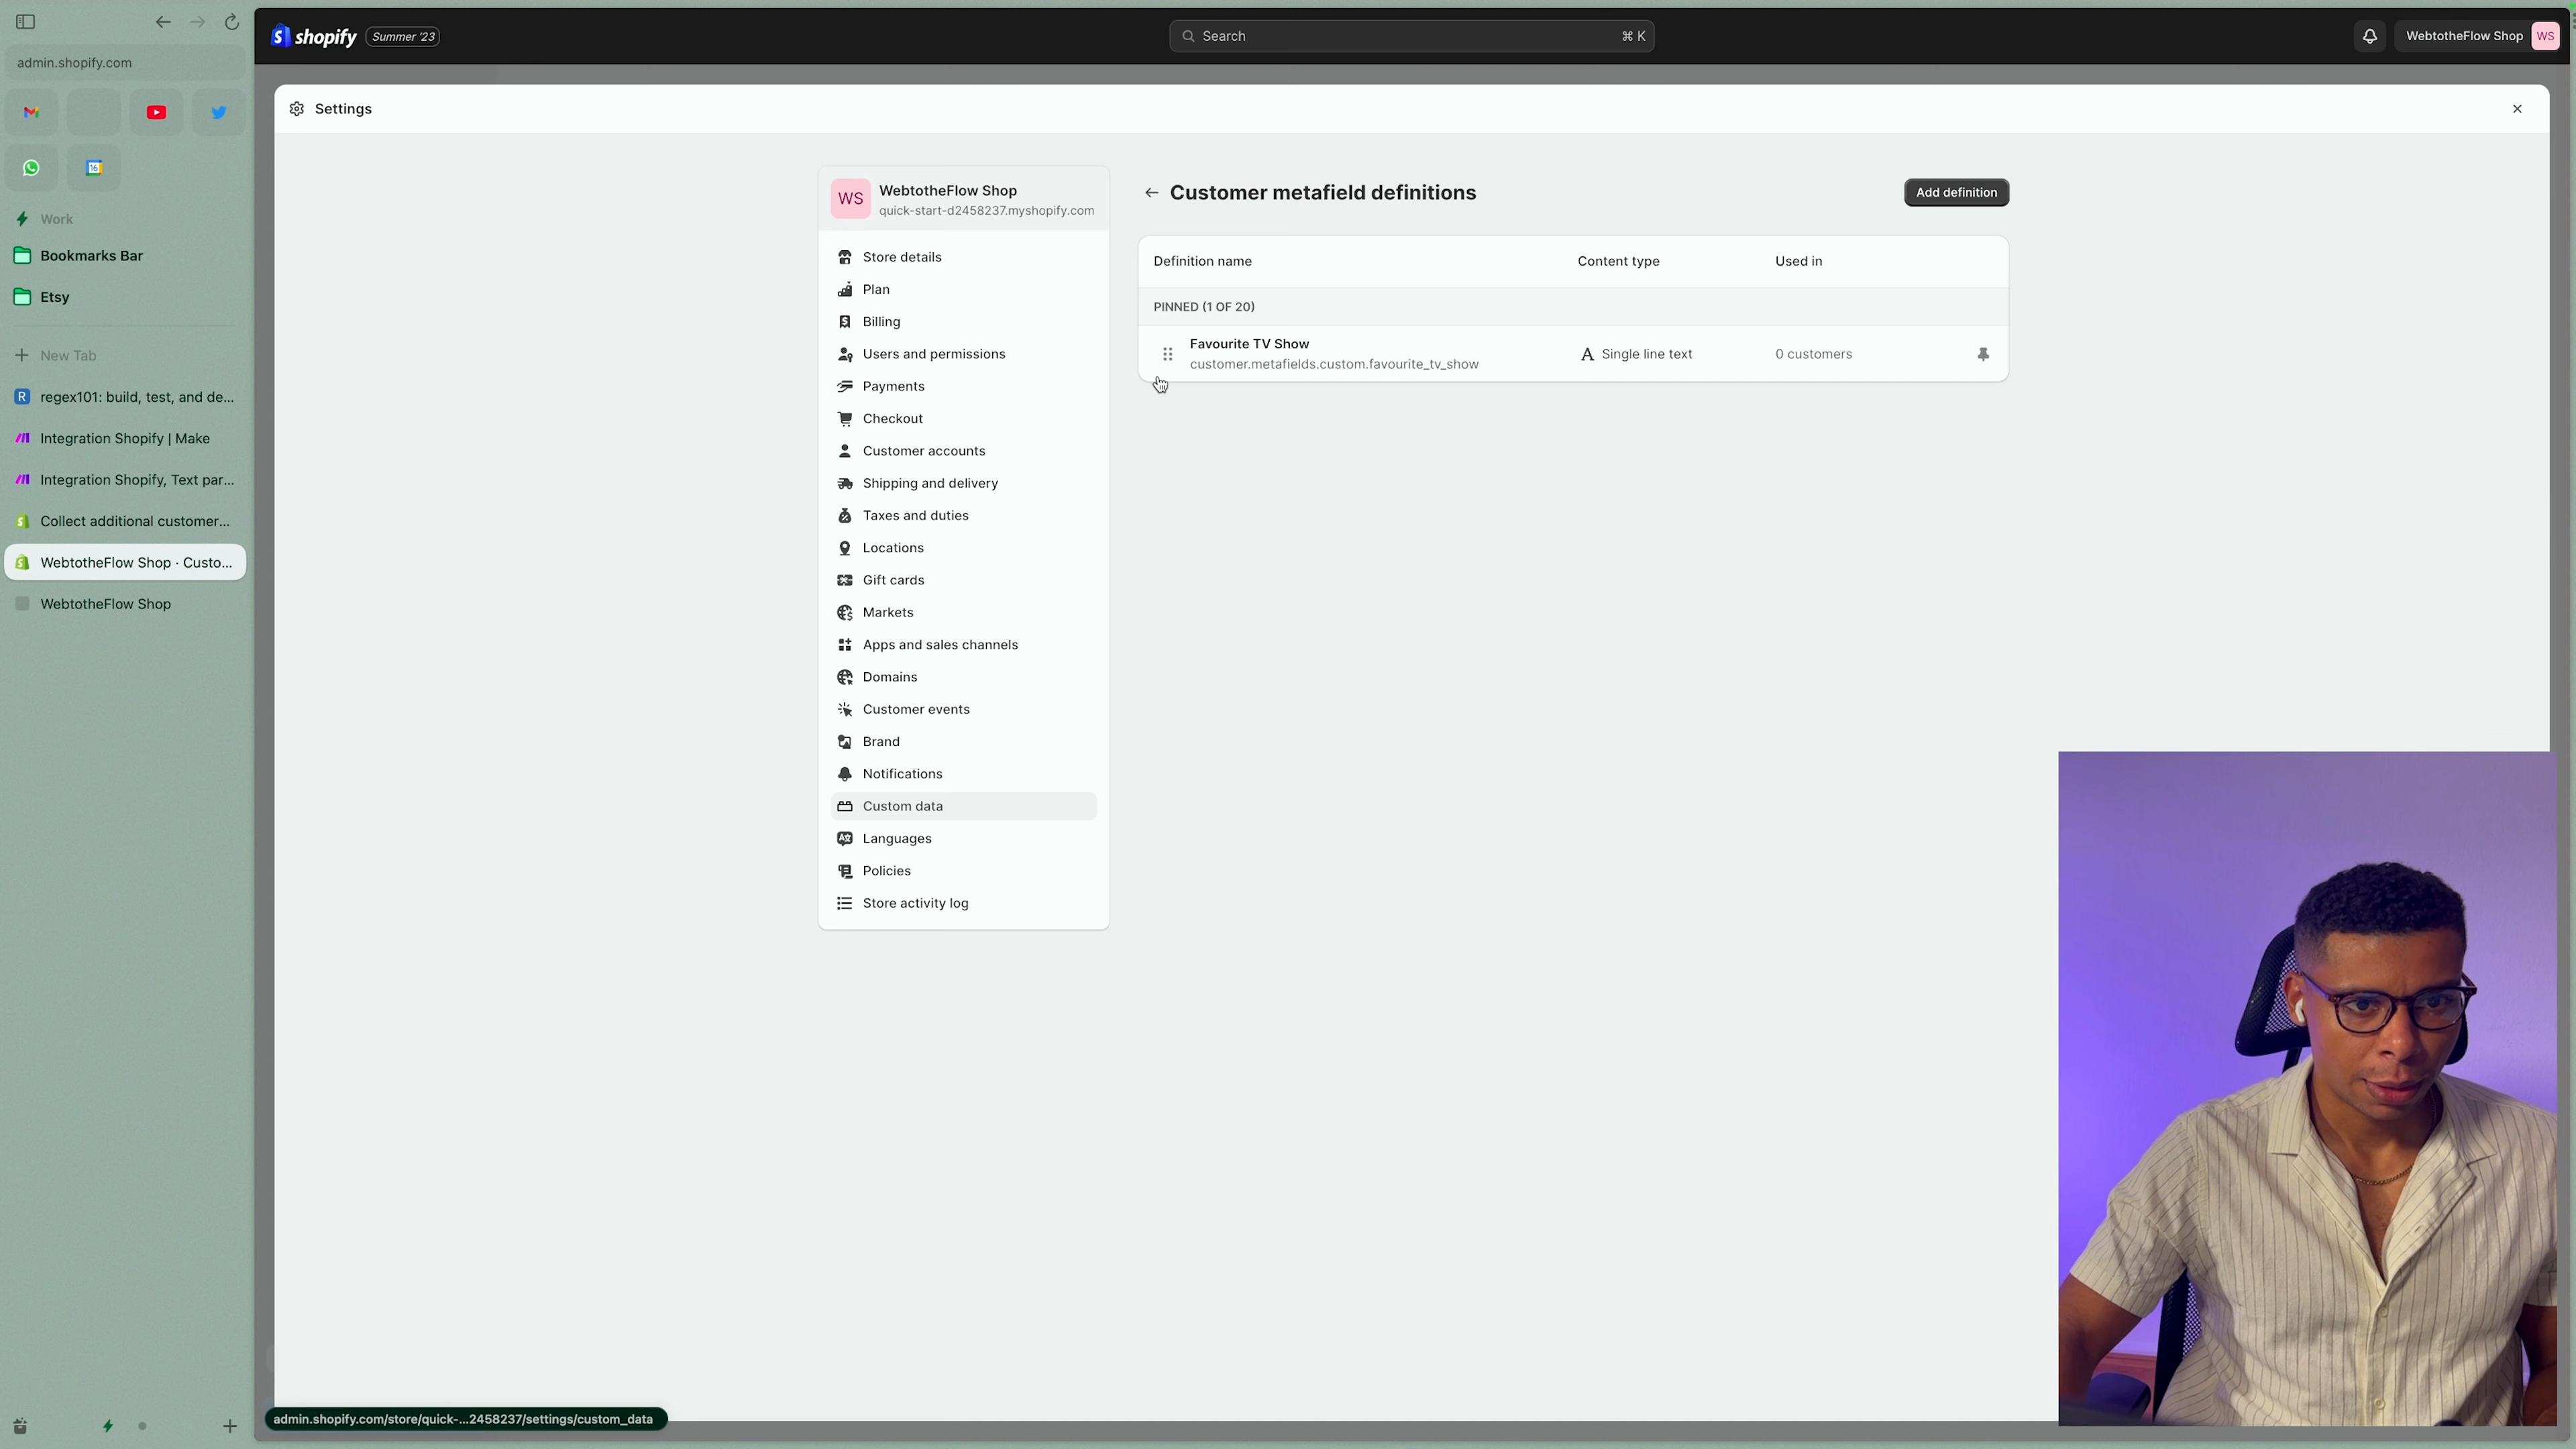 admin.shopify.com
Work
Bookmarks Bar
Etsy
New Tab
regex101: build, test, and de...
Integration Shopify | Make
Integration Shopify, Text par...
Collect additional customer...
WebtotheFlow Shop · Custo...
WebtotheFlow Shop
shopify Summer '23
Search ⌘ K
WebtotheFlow Shop WS
Settings
WS WebtotheFlow Shop
quick-start-d2458237.myshopify.com
Store details
Plan
Billing
Users and permissions
Payments
Checkout
Customer accounts
Shipping and delivery
Taxes and duties
Locations
Gift cards
Markets
Apps and sales channels
Domains
Customer events
Brand
Notifications
Custom data
Languages
Policies
Store activity log
Customer metafield definitions
Add definition
Definition name Content type Used in
PINNED (1 OF 20)
Favourite TV Show
customer.metafields.custom.favourite_tv_show
Single line text
0 customers
admin.shopify.com/store/quick-...2458237/settings/custom_data